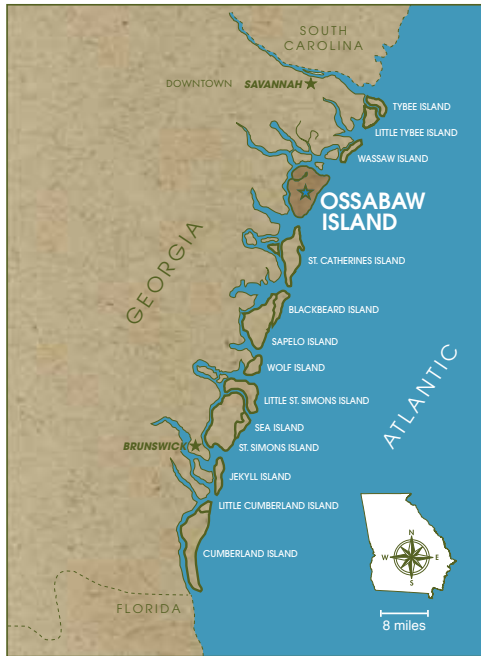 SOUTH
CAROLINA
DOWNTOWN SAVANNAH
TYBEE ISLAND
LITTLE TYBEE ISLAND
WASSAW ISLAND
OSSABAW
ISLAND
GEORGIA
ST. CATHERINES ISLAND
BLACKBEARD ISLAND
SAPELO ISLAND
WOLF ISLAND
ATLANTIC
LITTLE ST. SIMONS ISLAND
SEA ISLAND
BRUNSWICK
ST. SIMONS ISLAND
JEKYLL ISLAND
LITTLE CUMBERLAND ISLAND
N
CUMBERLAND ISLAND
W E
S
FLORIDA
8 miles